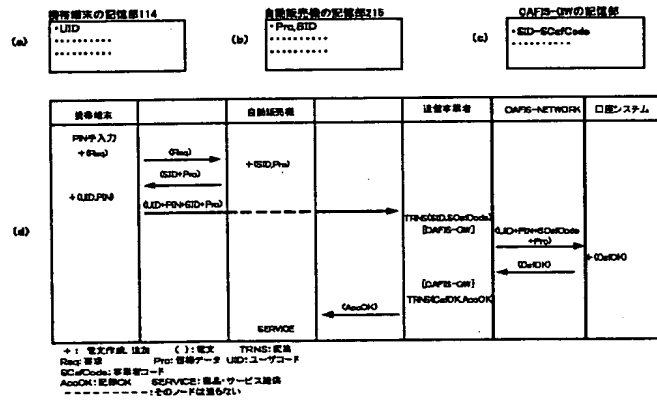 携帯端末の記憶部114
自動販売機の記憶部215
CAFIS-GWの記憶部
(a)
・UID
(b)
・Pro,SID
(c)
・SID-SCafCode
携帯端末
自動販売機
通信事業者
CAFIS-NETWORK
口座システム
PIN手入力
+(Req)
(Req)
+(SID,Pro)
(SID+Pro)
+(UID,PIN)
(UID+PIN+SID+Pro)
(d)
TRNS(SID,SCafCode)
[CAFIS-GW]
(UID+PIN+SCafCode
+Pro)
+(CafOK)
(CafOK)
[CAFIS-GW]
TRNS(CafOK,AccOK)
(AccOK)
SERVICE
+ : 電文作成、追加 ( ): 電文 TRNS: 変換
Req: 要求 Pro: 情報データ UID: ユーザコード
SCafCode: 事業者コード
AccOK: 記帳OK SERVICE: 商品・サービス提供
----------:そのノードは通らない